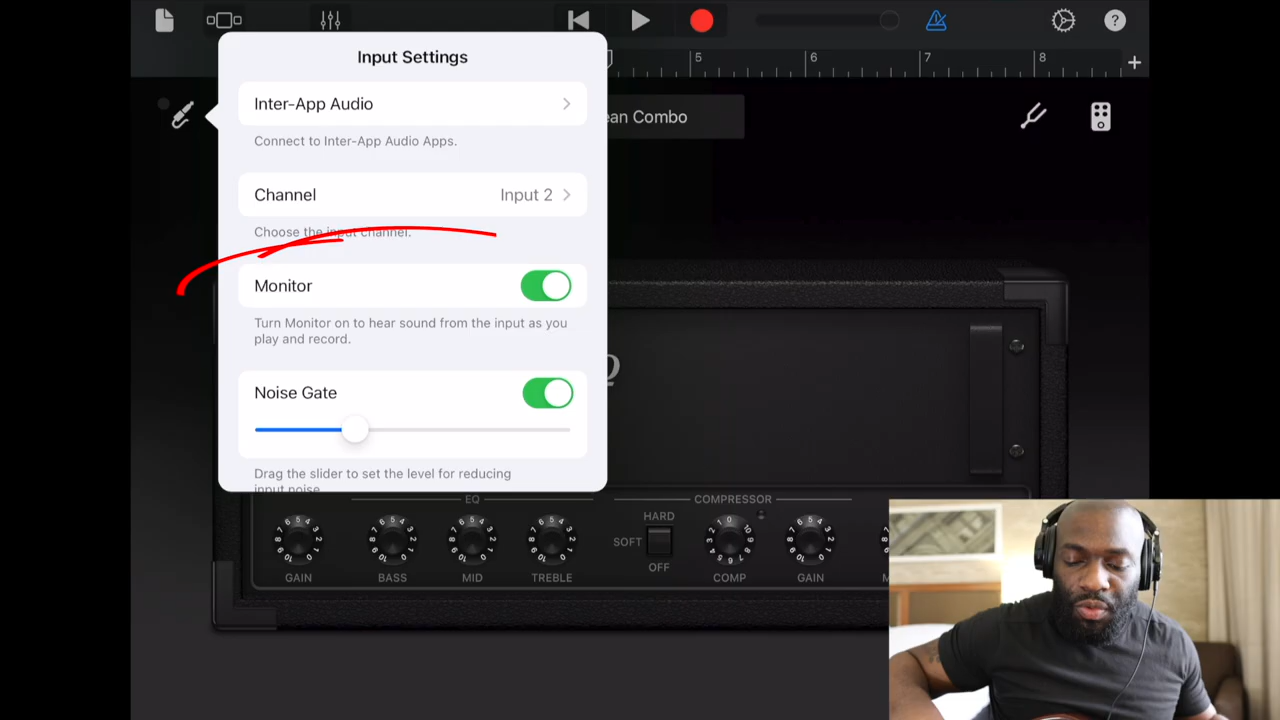 Input Settings
5
6
7
8
Inter-App Audio
Connect to Inter-App Audio Apps.
Combo
Channel
Input 2
Choose the input channel.
Monitor
Turn Monitor on to hear sound from the input as you
play and record.
Noise Gate
Drag the slider to set the level for reducing
input noise
EQ
COMPRESSOR
HARD
SOFT
OFF
GAIN
BASS
MID
TREBLE
COMP
GAIN